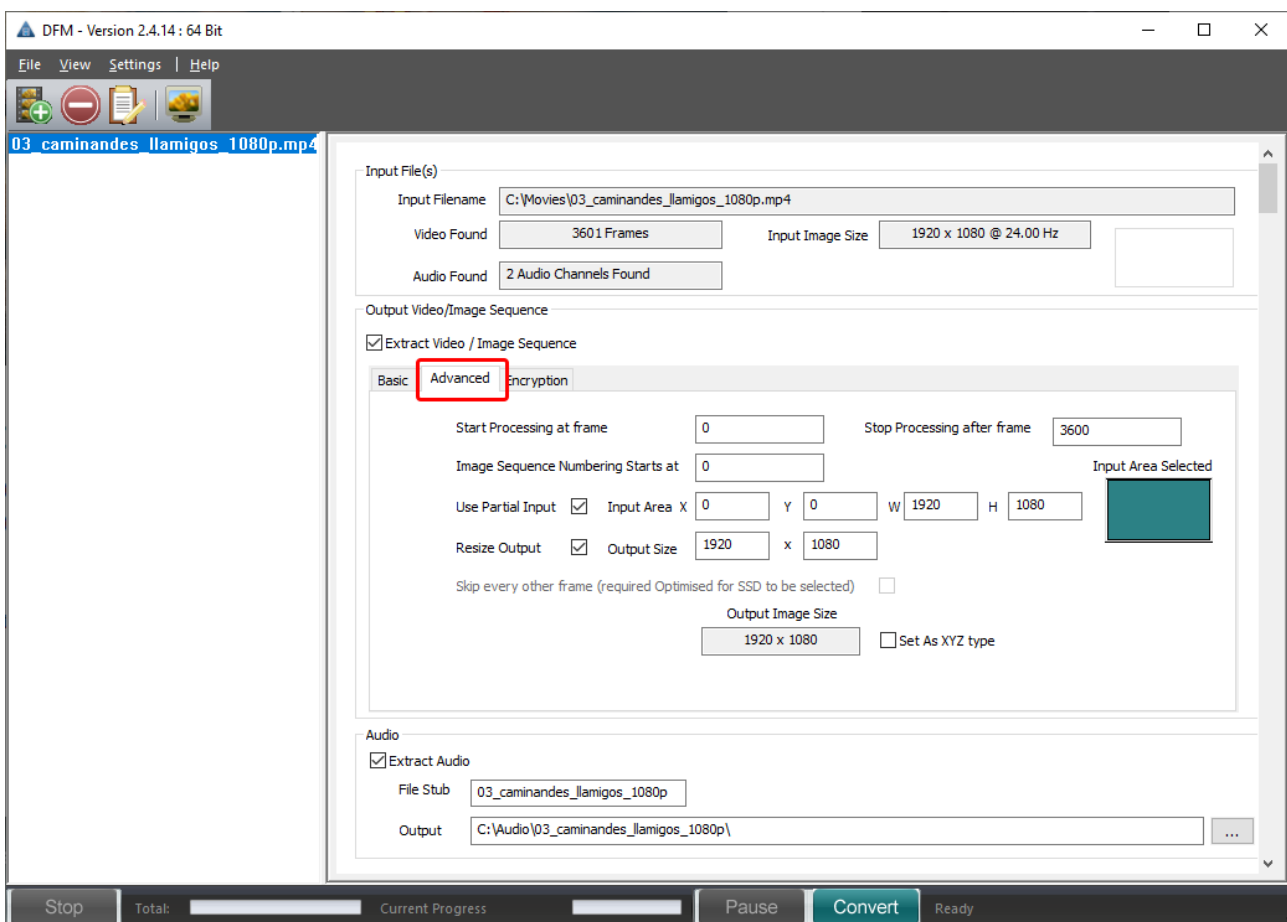 DFM - Version 2.4.14 : 64 Bit
File View Settings | Help
03_caminandes_llamigos_1080p.mp4
Input File(s)
Input Filename C:\Movies\03_caminandes_llamigos_1080p.mp4
Video Found 3601 Frames Input Image Size 1920 x 1080 @ 24.00 Hz
Audio Found 2 Audio Channels Found
Output Video/Image Sequence
Extract Video / Image Sequence
Basic Advanced Encryption
Start Processing at frame 0 Stop Processing after frame 3600
Image Sequence Numbering Starts at 0 Input Area Selected
Use Partial Input Input Area X 0 Y 0 W 1920 H 1080
Resize Output Output Size 1920 x 1080
Skip every other frame (required Optimised for SSD to be selected)
Output Image Size
1920 x 1080 Set As XYZ type
Audio
Extract Audio
File Stub 03_caminandes_llamigos_1080p
Output C:\Audio\03_caminandes_llamigos_1080p\ ...
Stop Total: Current Progress Pause Convert Ready